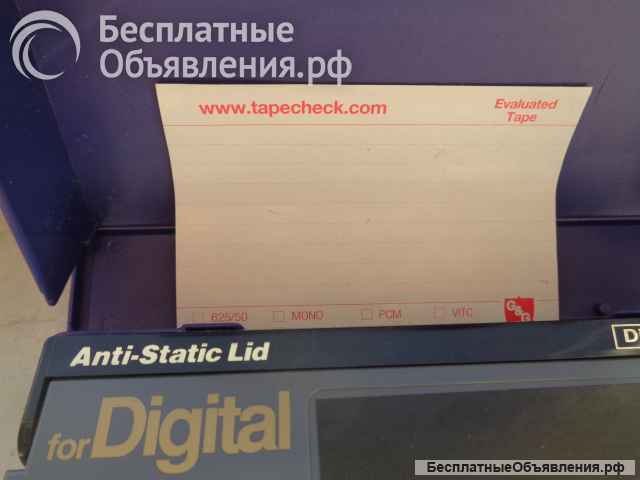 Бесплатные
Объявления.рф
www.tapecheck.com
Evaluated
Tape
625/50 MONO PCM VITC
Anti-Static Lid
for Digital
БесплатныеОбъявления.рф